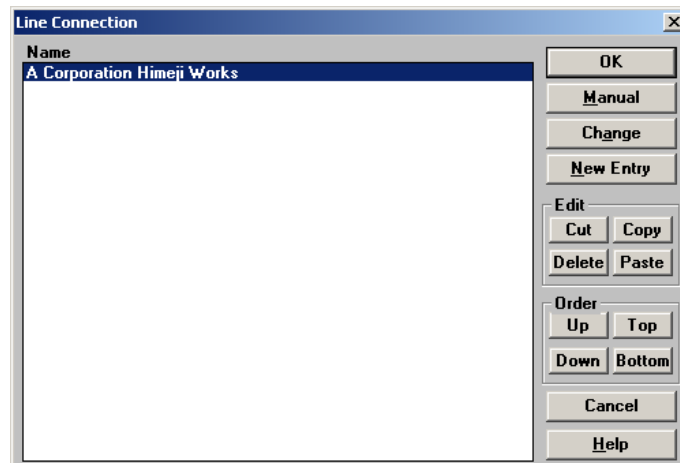 Line Connection
Name
A Corporation Himeji Works
OK
Manual
Change
New Entry
Edit
Cut Copy
Delete Paste
Order
Up Top
Down Bottom
Cancel
Help